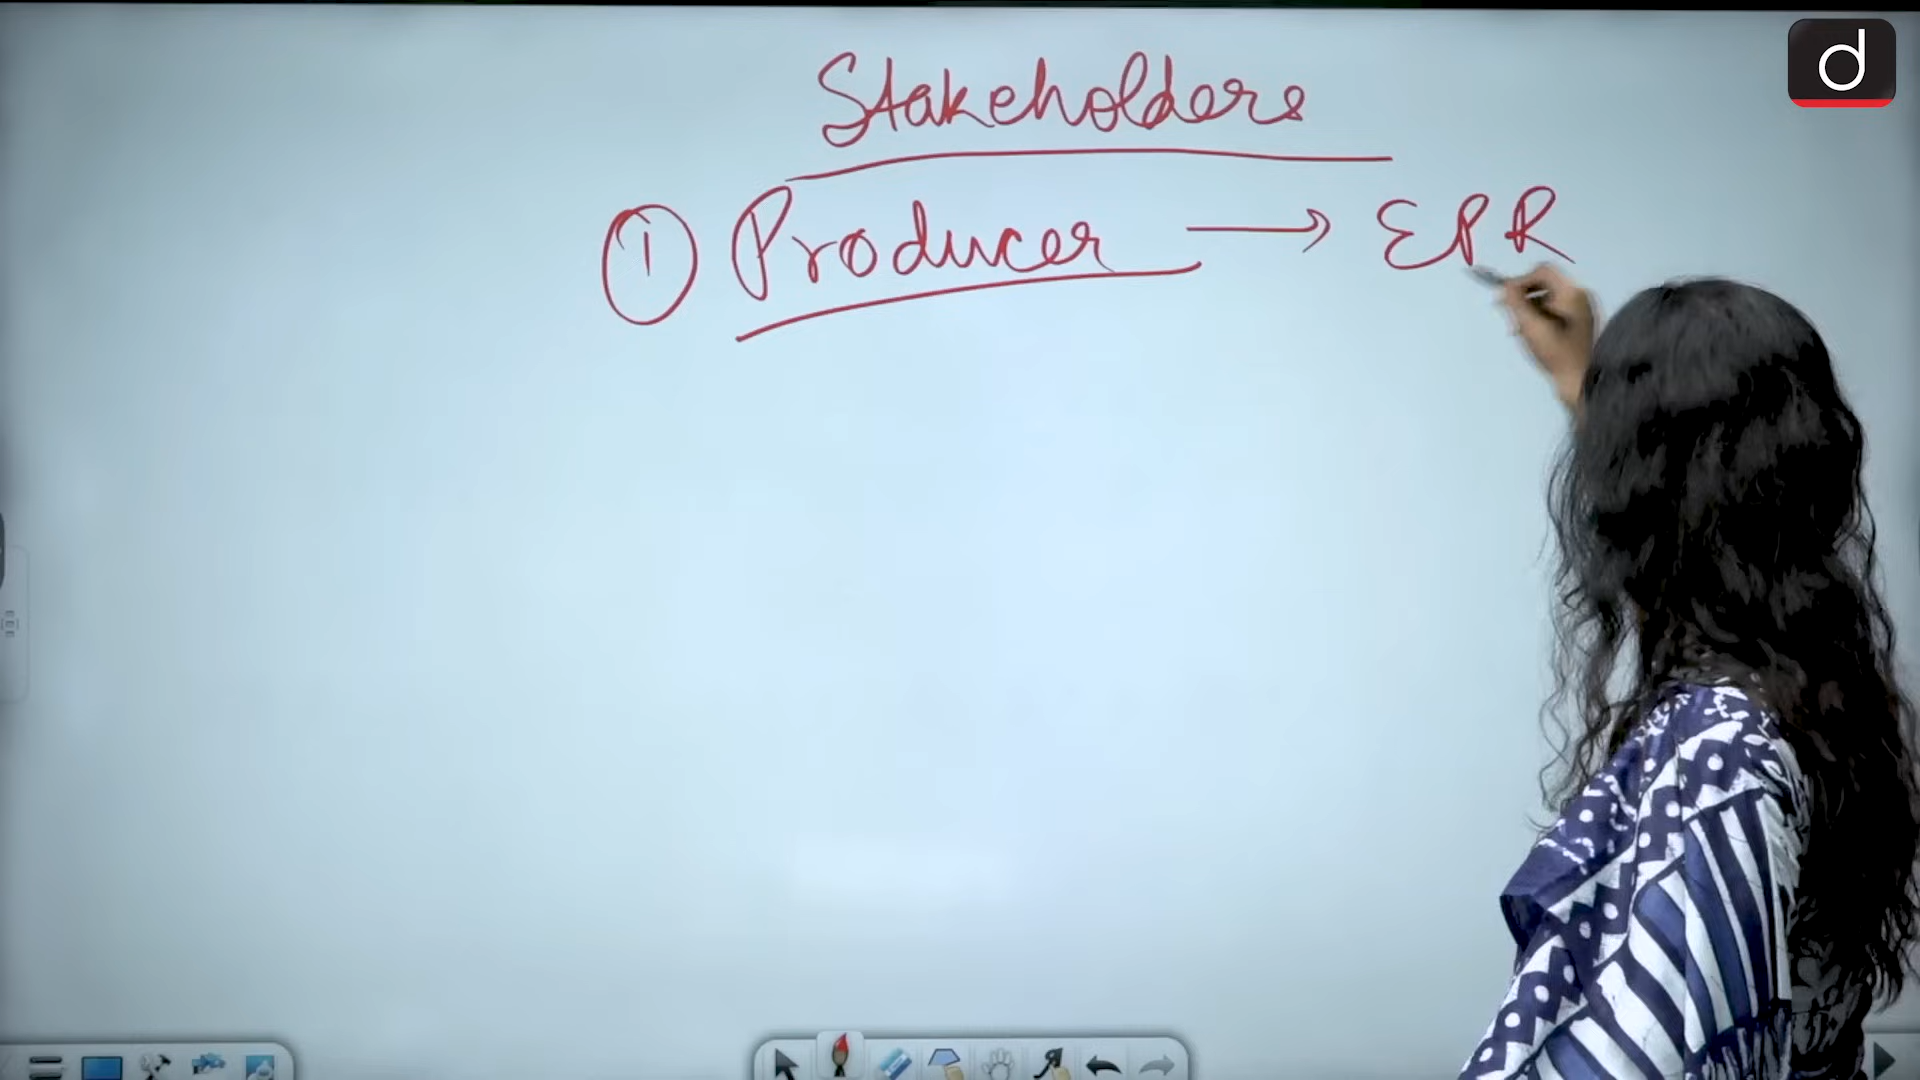 d
Stakeholders
① Producer → EPR